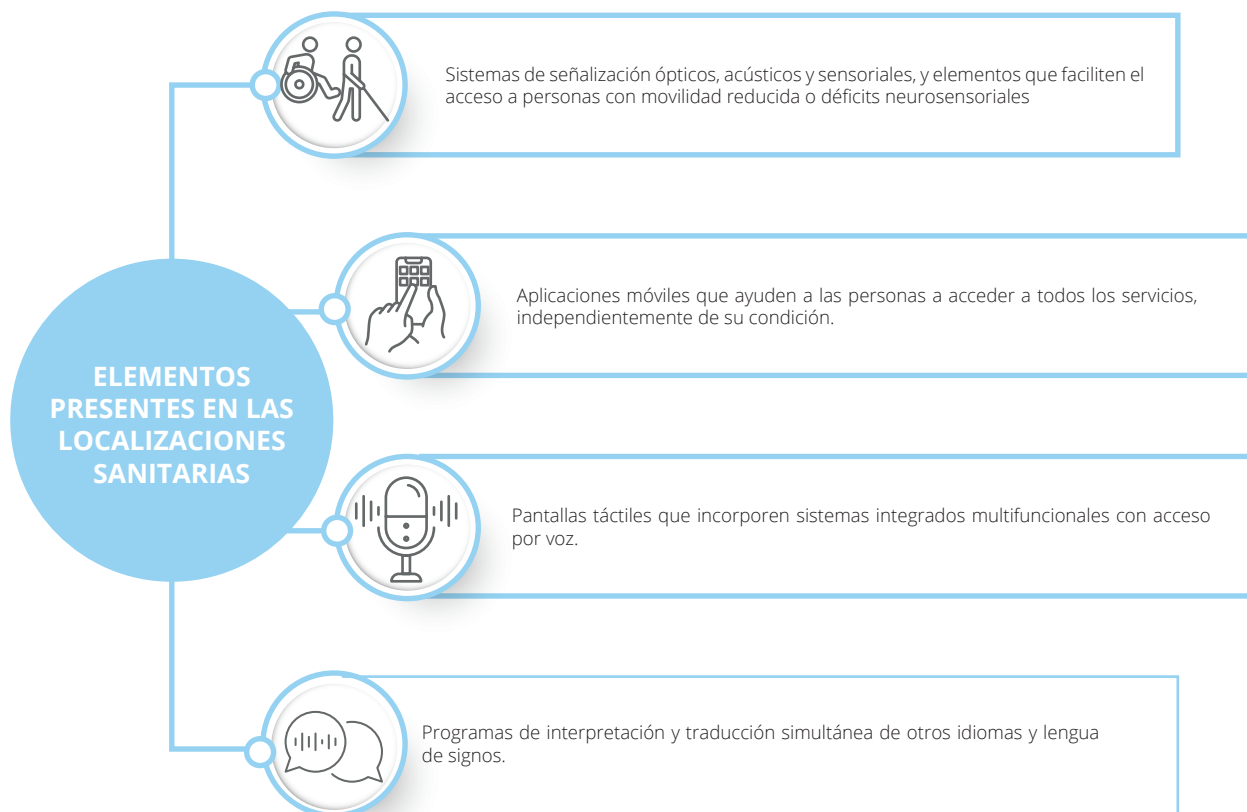 Sistemas de señalización ópticos, acústicos y sensoriales, y elementos que faciliten el
acceso a personas con movilidad reducida o déficits neurosensoriales
Aplicaciones móviles que ayuden a las personas a acceder a todos los servicios,
independientemente de su condición.
ELEMENTOS
PRESENTES EN LAS
LOCALIZACIONES
SANITARIAS
Pantallas táctiles que incorporen sistemas integrados multifuncionales con acceso
por voz.
Programas de interpretación y traducción simultánea de otros idiomas y lengua
de signos.